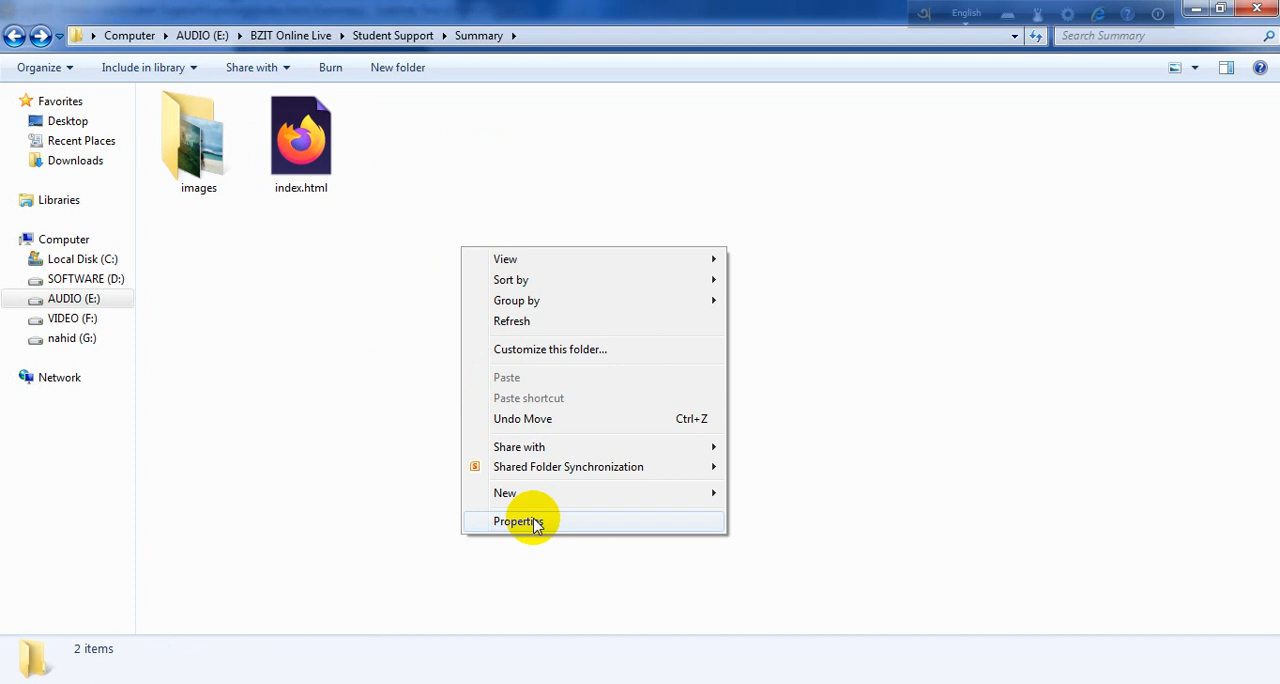 English
Computer AUDIO (E:) BZIT Online Live Student Support Summary
Search Summary
Organize Include in library Share with Burn New folder
Favorites
Desktop
Recent Places
Downloads
Libraries
Computer
Local Disk (C:)
SOFTWARE (D:)
AUDIO (E:)
VIDEO (F:)
nahid (G:)
Network
images
index.html
View
Sort by
Group by
Refresh
Customize this folder...
Paste
Paste shortcut
Undo Move Ctrl+Z
Share with
Shared Folder Synchronization
New
Properties
2 items